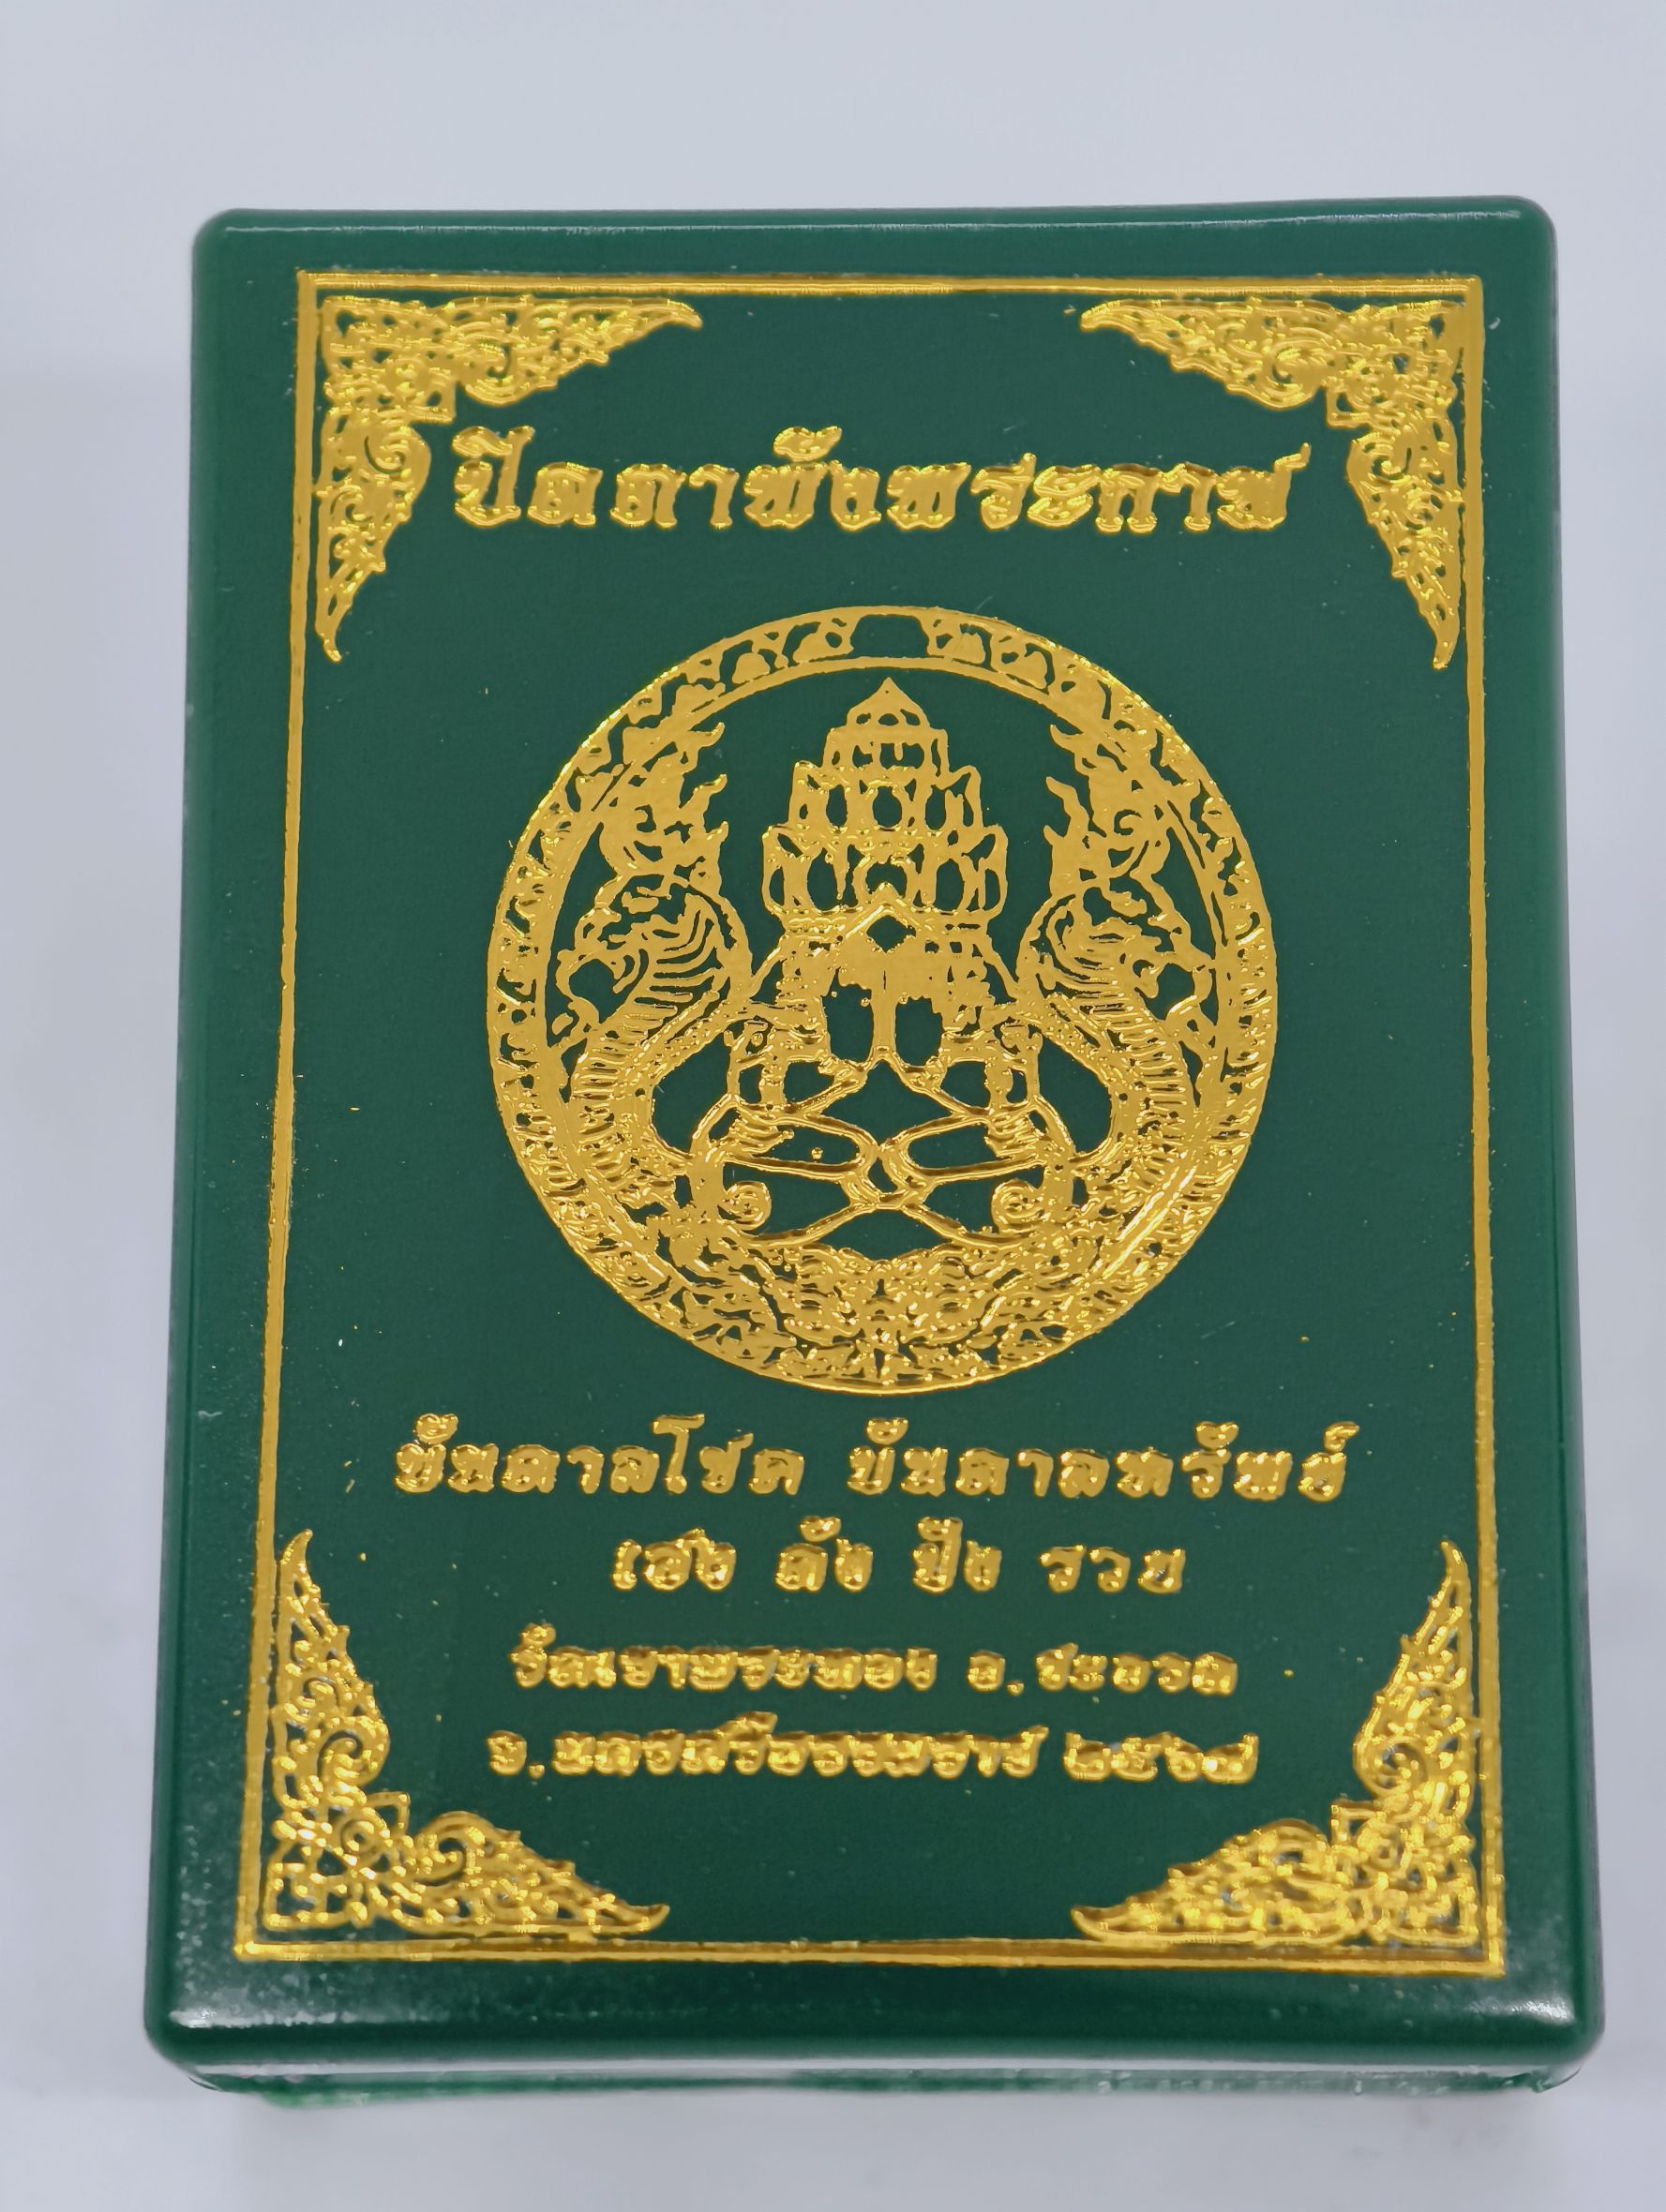 ปิดตาพังพระกาฬ
บันดาลโชค บันดาลทรัพย์
เฮง ดัง ปัง รวย
วัดเขาพระทอง อ.ชะอวด
จ.นครศรีธรรมราช ๒๕๖๘